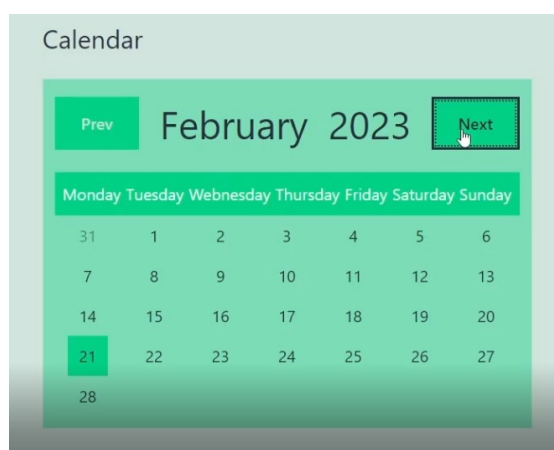 Calendar
Prev February 2023 Next
Monday Tuesday Wednesday Thursday Friday Saturday Sunday
31 1 2 3 4 5 6
7 8 9 10 11 12 13
14 15 16 17 18 19 20
21 22 23 24 25 26 27
28